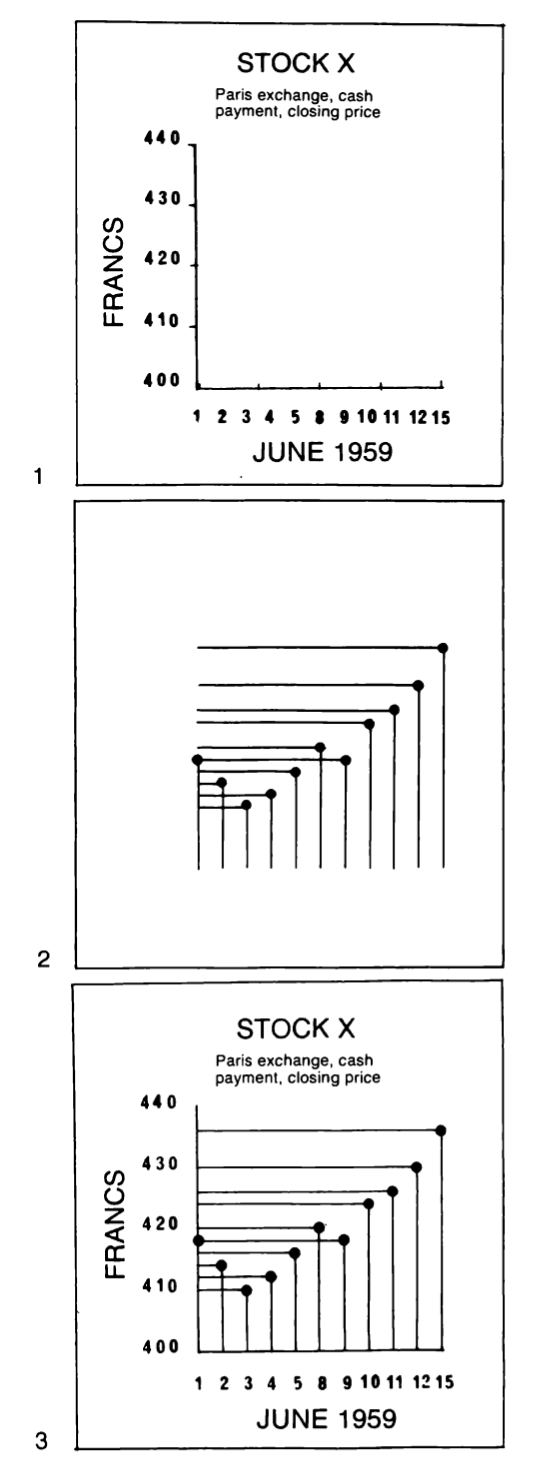 STOCK X
Paris exchange, cash
payment, closing price
440
430
420
410
400
FRANCS
1 2 3 4 5 8 9 10 11 12 15
JUNE 1959
1
2
STOCK X
Paris exchange, cash
payment, closing price
440
430
420
410
400
FRANCS
1 2 3 4 5 8 9 10 11 12 15
JUNE 1959
3